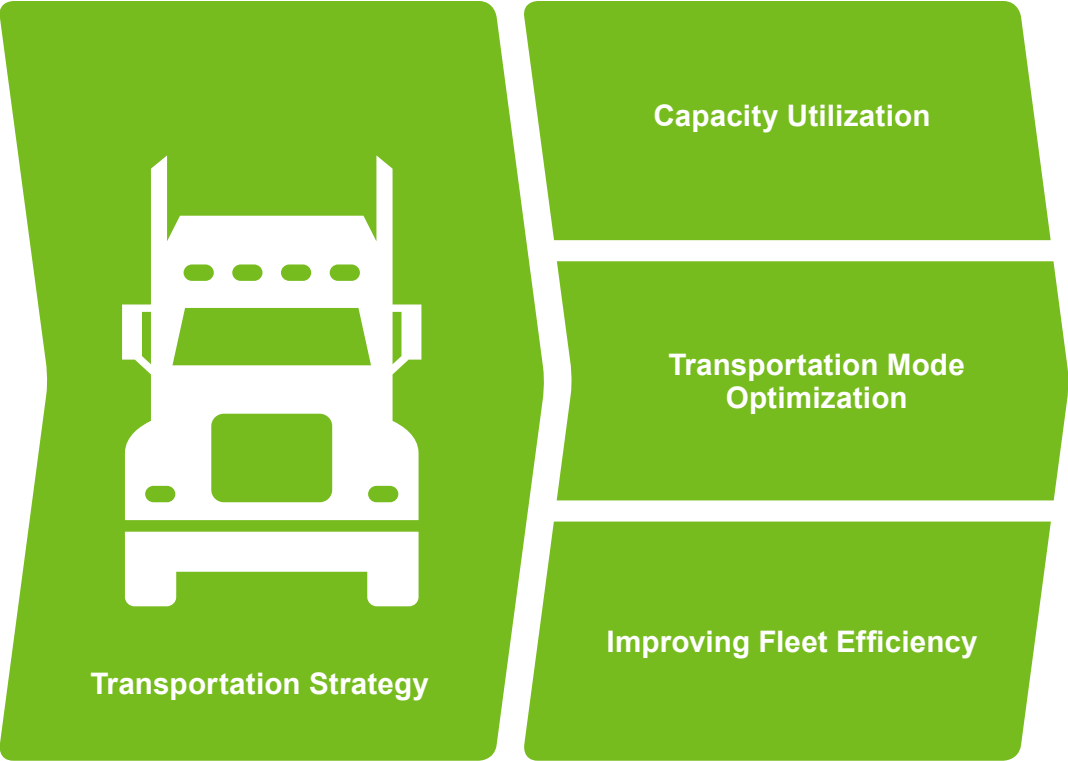 Transportation Strategy
Capacity Utilization
Transportation Mode
Optimization
Improving Fleet Efficiency